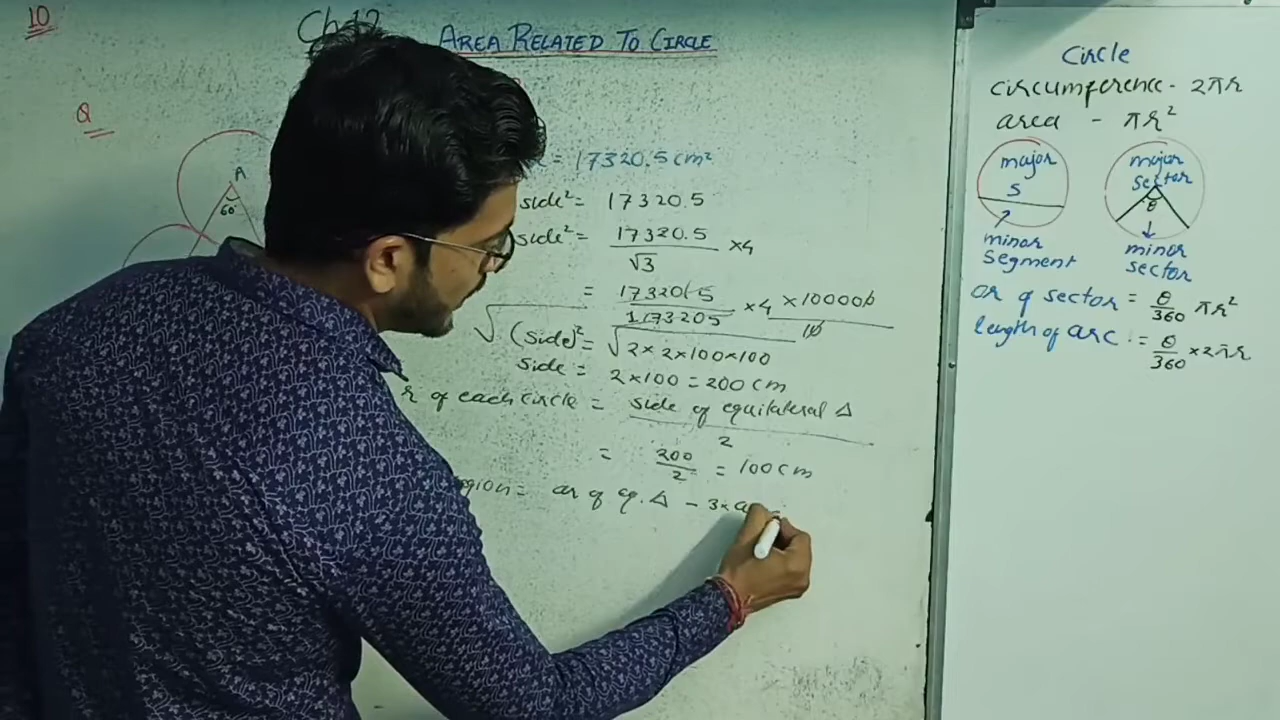 10
Ch-12
AREA RELATED TO CIRCLE
Q
A
60°
= 17320.5 cm²
side² = 17320.5
side² = 17320.5 / √3 × 4
= 17320.5 / 1.73205 × 4 × 100000 / 10
√(side)² = √2×2×100×100
side = 2×100 = 200 cm
r of each circle = side of equilateral Δ / 2
= 200/2 = 100 cm
gion = ar of eq. Δ - 3×a
Circle
circumference - 2πr
area - πr²
major
S
minor
segment
major
sector
θ
minor
sector
ar of sector = θ/360 πr²
length of arc = θ/360 × 2πr